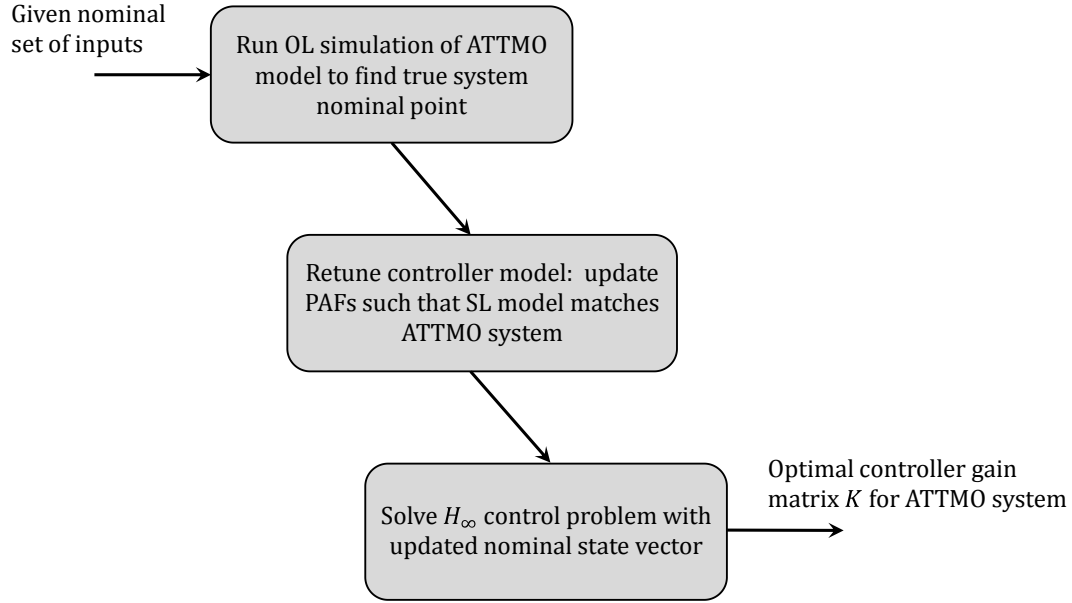 Given nominal
set of inputs
Run OL simulation of ATTMO
model to find true system
nominal point
Retune controller model:  update
PAFs such that SL model matches
ATTMO system
Solve H∞ control problem with
updated nominal state vector
Optimal controller gain
matrix K for ATTMO system